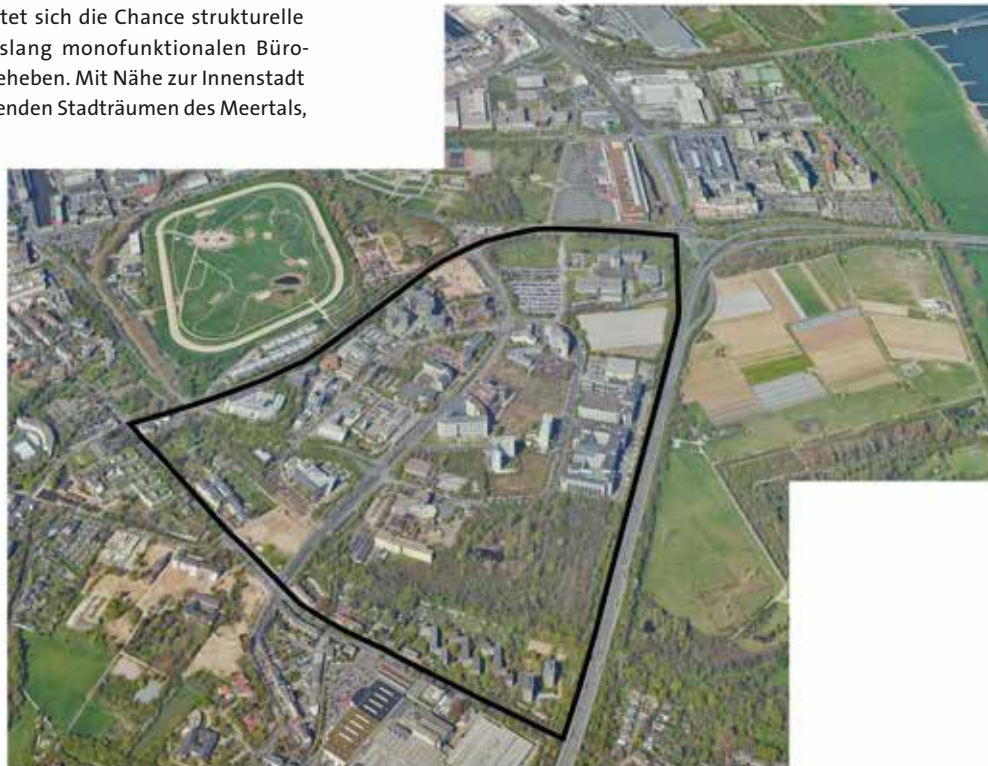 tet sich die Chance strukturelle
slang monofunktionalen Büro-
eheben. Mit Nähe zur Innenstadt
enden Stadträumen des Meertals,